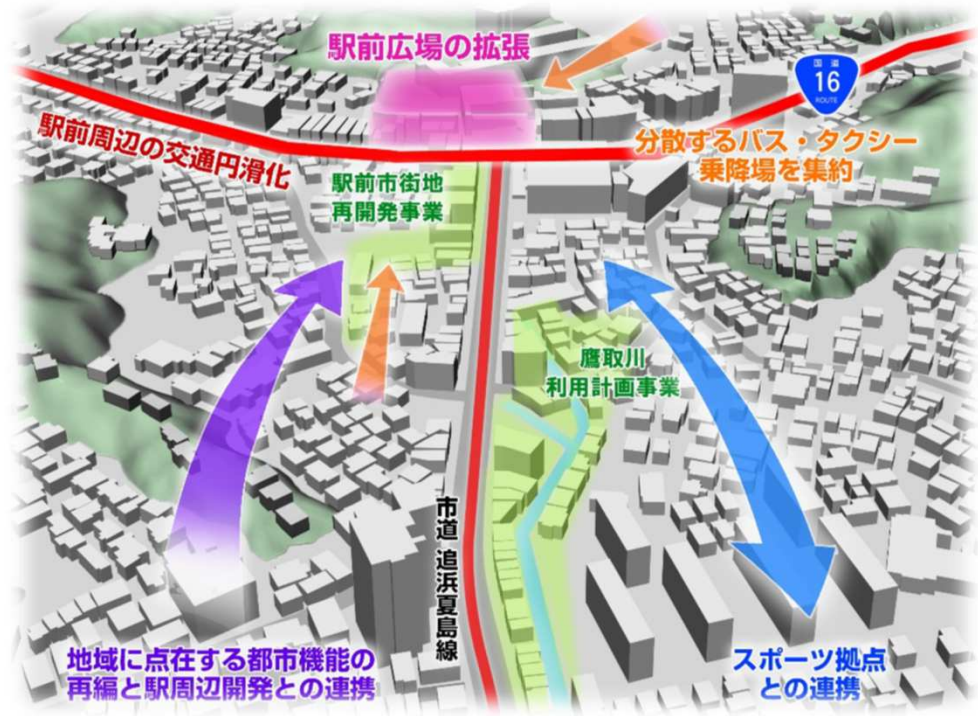 駅前広場の拡張
国道
16
ROUTE
駅前周辺の交通円滑化
分散するバス・タクシー
乗降場を集約
駅前市街地
再開発事業
鷹取川
利用計画事業
市道 追浜夏島線
地域に点在する都市機能の
再編と駅周辺開発との連携
スポーツ拠点
との連携